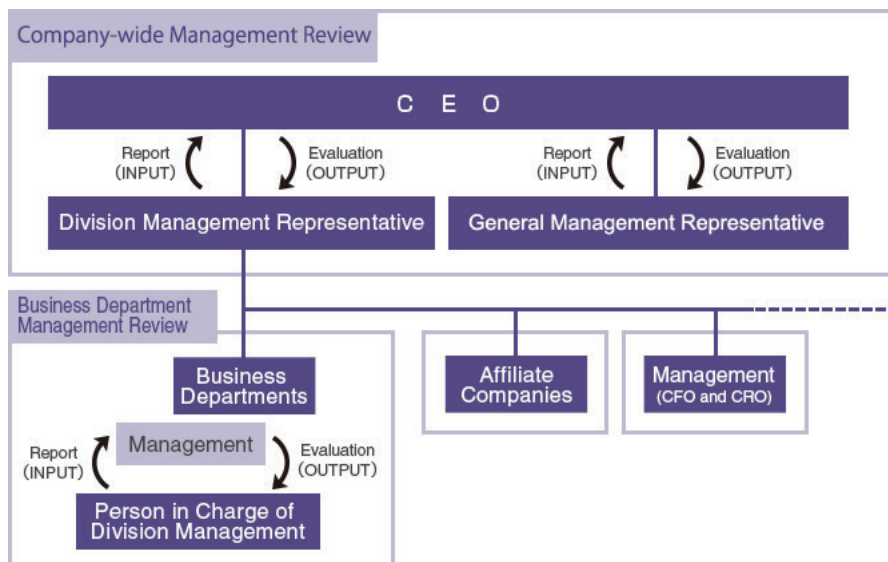 Company-wide Management Review
C E O
Report
(INPUT)
Evaluation
(OUTPUT)
Report
(INPUT)
Evaluation
(OUTPUT)
Division Management Representative
General Management Representative
Business Department
Management Review
Business
Departments
Affiliate
Companies
Management
(CFO and CRO)
Management
Report
(INPUT)
Evaluation
(OUTPUT)
Person in Charge of
Division Management